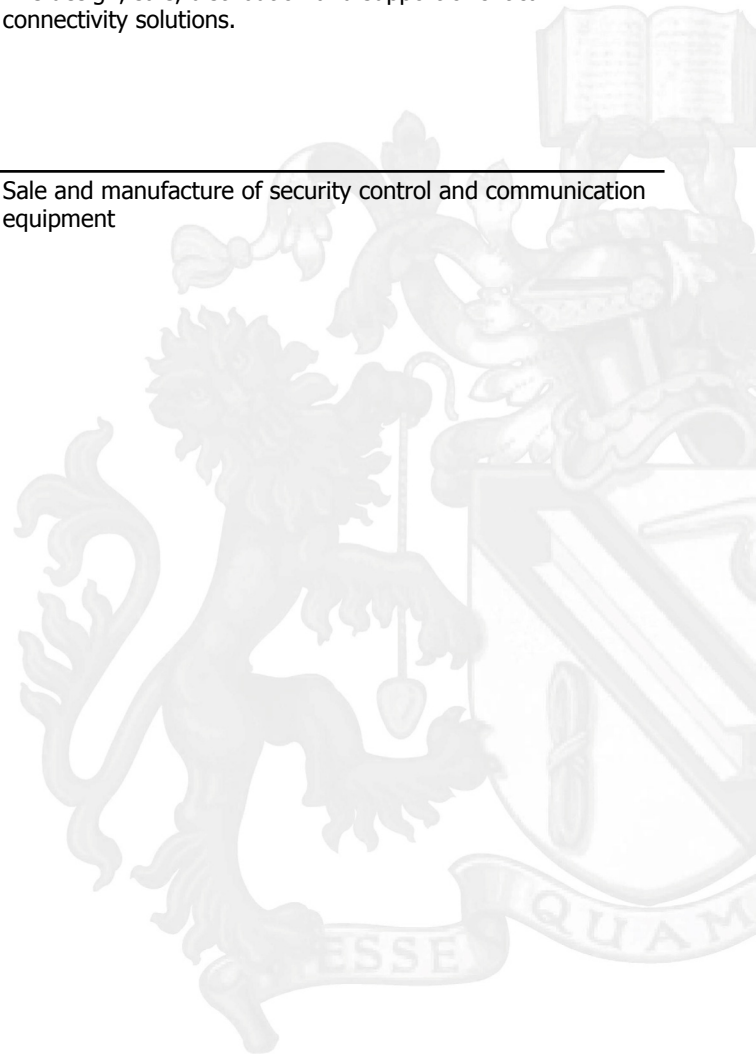 connectivity solutions.
Sale and manufacture of security control and communication
equipment
ESSE
QUAM